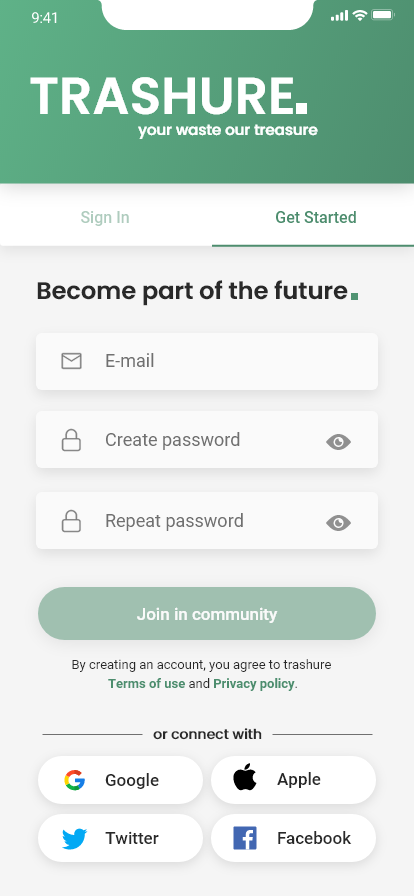 9:41
TRASHURE.
your waste our treasure
Sign In
Get Started
Become part of the future.
E-mail
Create password
Repeat password
Join in community
By creating an account, you agree to trashure
Terms of use and Privacy policy.
or connect with
Google
Apple
Twitter
Facebook